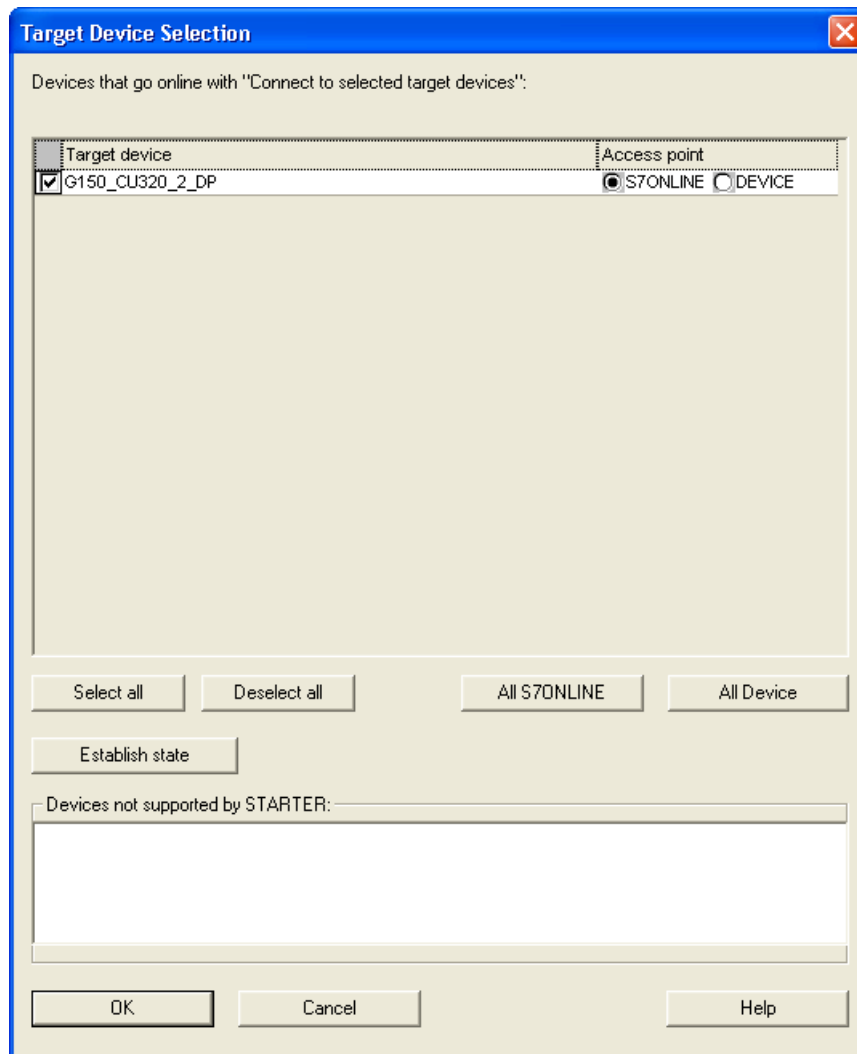 Target Device Selection
Devices that go online with "Connect to selected target devices":
Target device Access point
G150_CU320_2_DP S7ONLINE DEVICE
Select all Deselect all All S7ONLINE All Device
Establish state
Devices not supported by STARTER:
OK Cancel Help